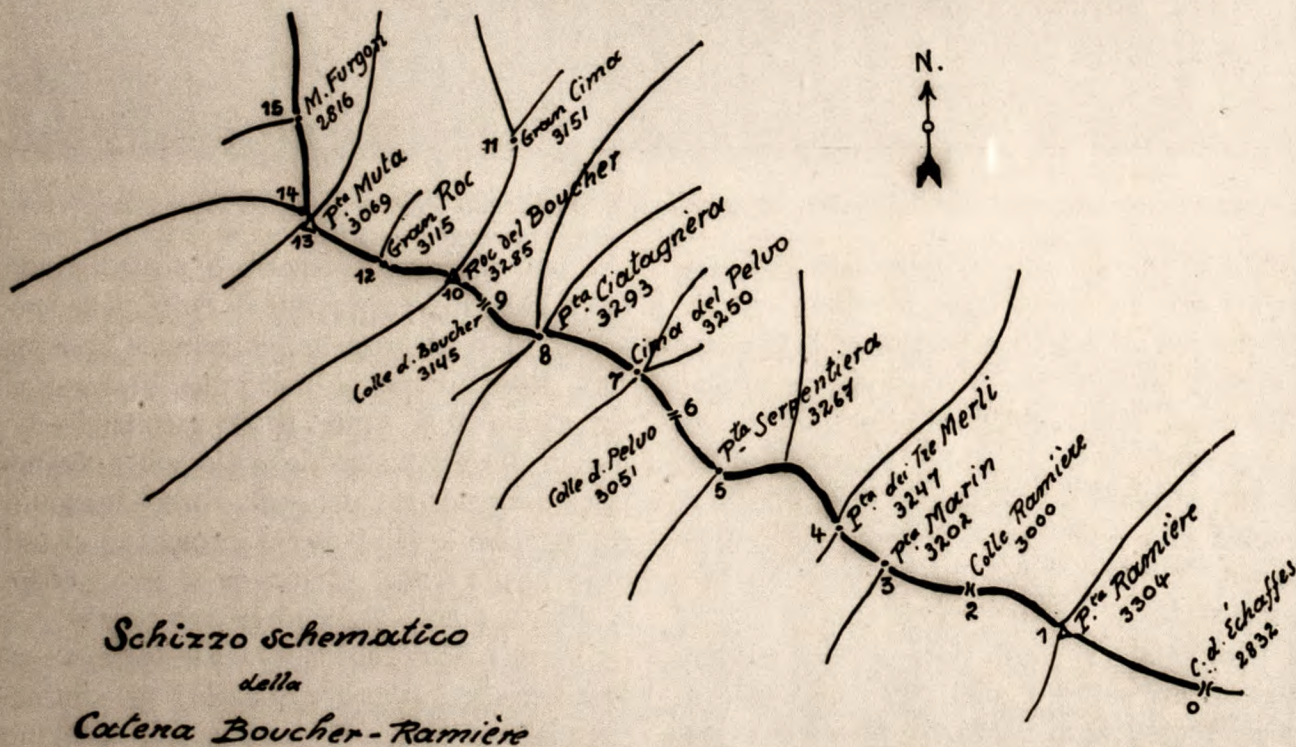 N.
15
M. Furgon
2816
11
Gran Cima
3151
14
13
Pta Muta
3069
12
Gran Roc
3115
10
Roc del Boucher
3285
9
Colle d. Boucher
3145
8
Pta Ciatagnèra
3293
7
Cima del Pelvo
3250
6
Colle d. Pelvo
3051
5
Pta Serpentiera
3267
4
Pta dei Tre Merli
3247
3
Pta Marin
3202
2
Colle Ramière
3000
1
Pta Ramière
3304
0
C. d. Échaffes
2832
Schizzo schematico
della
Catena Boucher-Ramière